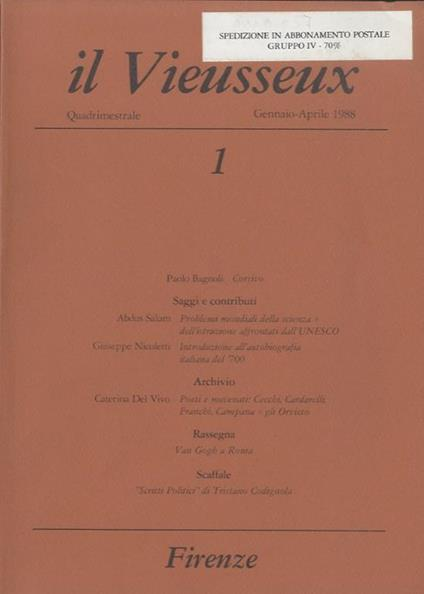 SPEDIZIONE IN ABBONAMENTO POSTALE
GRUPPO IV - 70%
il Vieusseux
Quadrimestrale Gennaio-Aprile 1988
1
Paolo Bagnoli Corsivo
Saggi e contributi
Abdus Salam Problemi mondiali della scienza e
dell'istruzione affrontati dall'UNESCO
Giuseppe Nicoletti Introduzione all'autobiografia
italiana del '700
Archivio
Caterina Del Vivo Poeti e mecenati: Cecchi, Cardarelli,
Franchi, Campana e gli Orvieto
Rassegna
Van Gogh a Roma
Scaffale
"Scritti Politici" di Tristano Codignola
Firenze